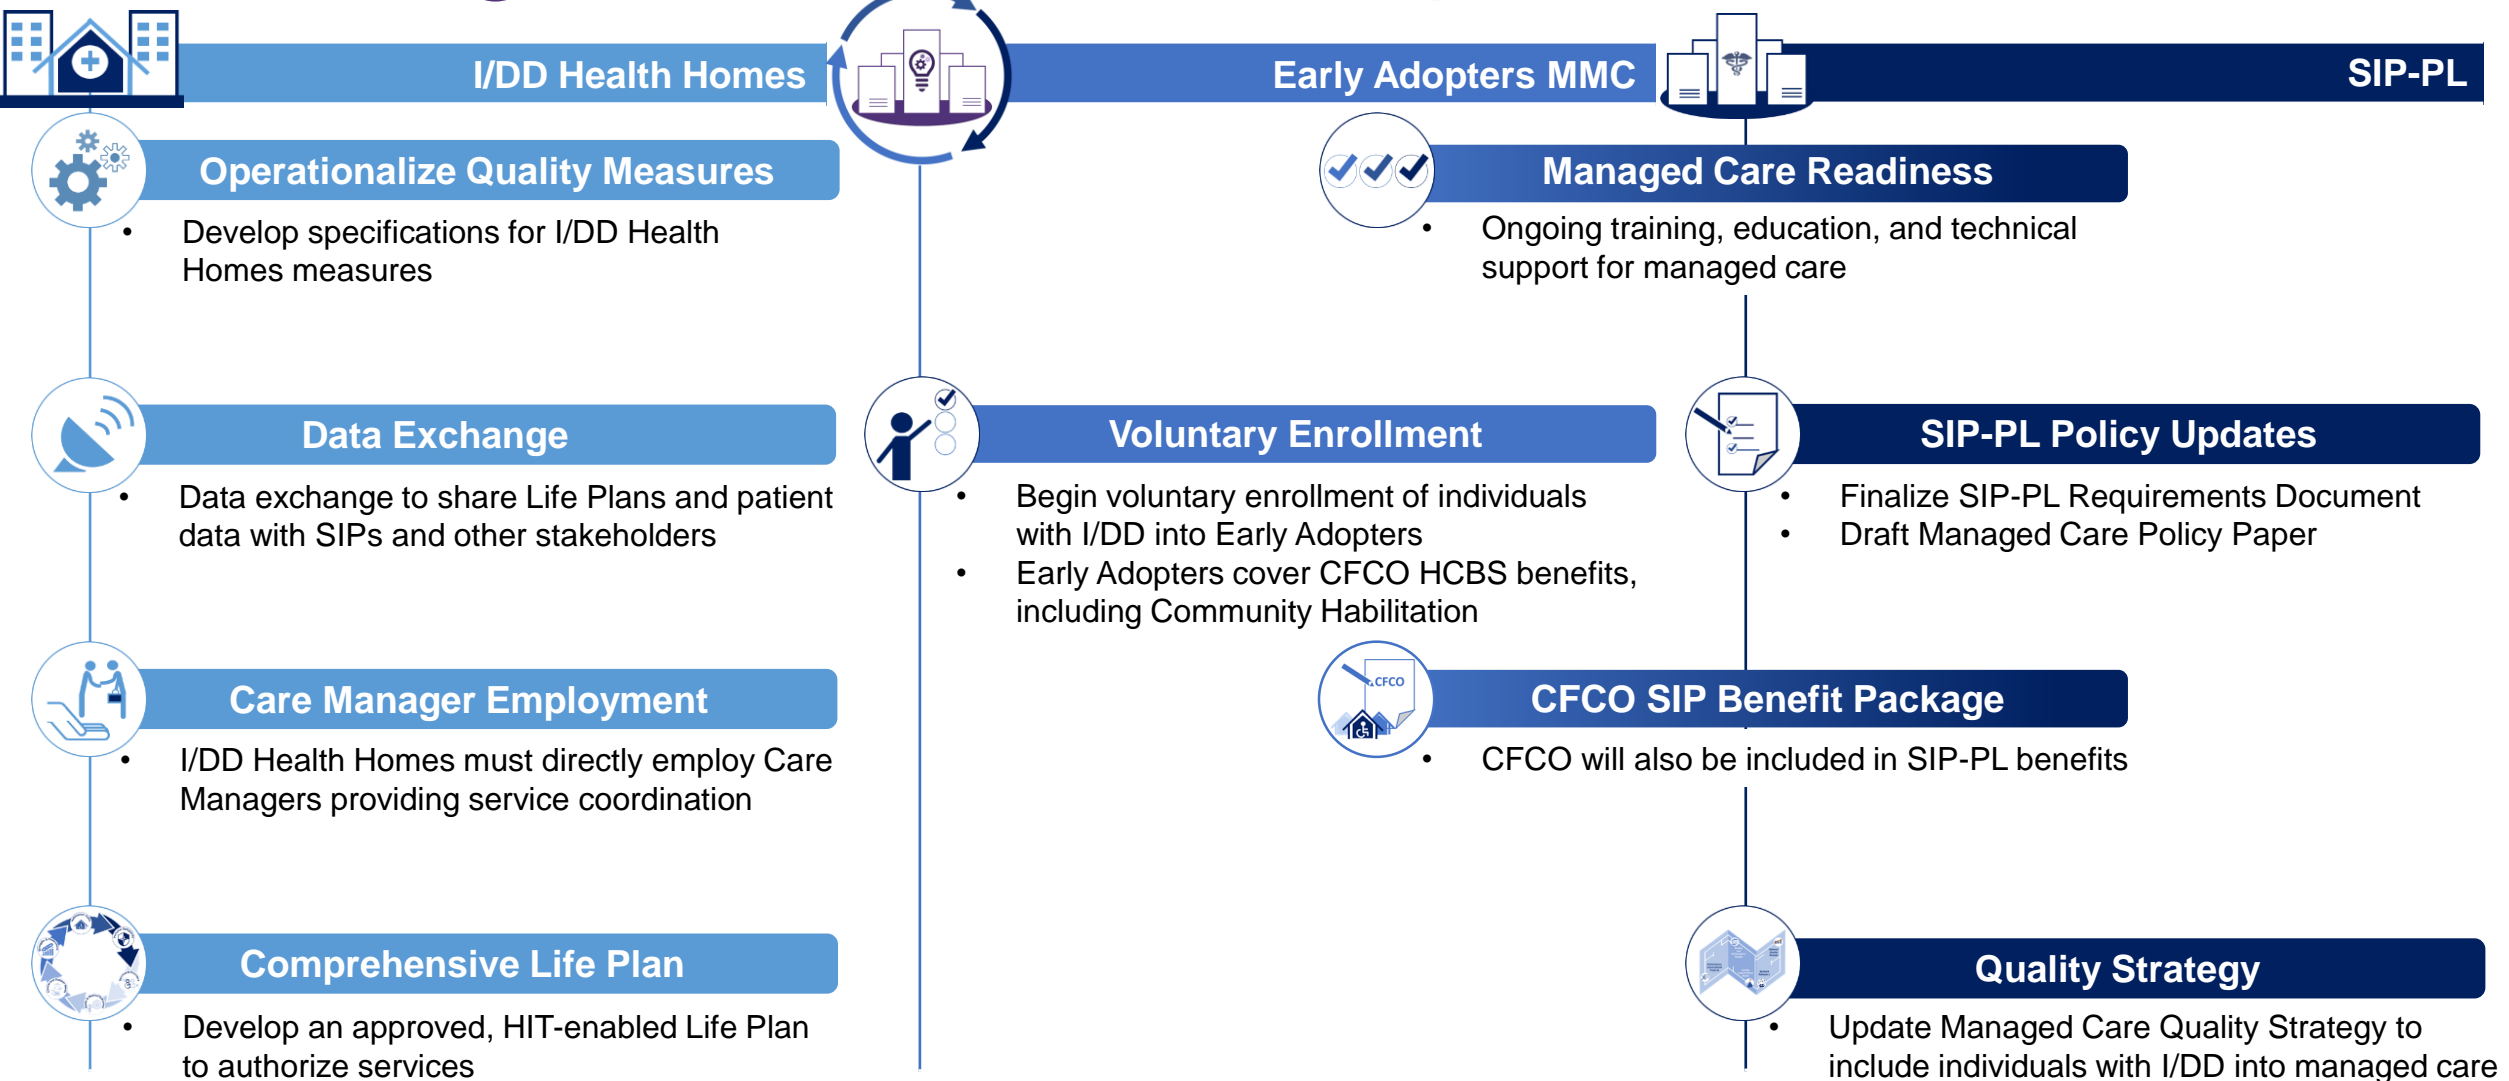 I/DD Health Homes
Early Adopters MMC
SIP-PL
Operationalize Quality Measures
• Develop specifications for I/DD Health
Homes measures
Data Exchange
• Data exchange to share Life Plans and patient
data with SIPs and other stakeholders
Care Manager Employment
• I/DD Health Homes must directly employ Care
Managers providing service coordination
Comprehensive Life Plan
• Develop an approved, HIT-enabled Life Plan
to authorize services
Managed Care Readiness
• Ongoing training, education, and technical
support for managed care
Voluntary Enrollment
• Begin voluntary enrollment of individuals
with I/DD into Early Adopters
• Early Adopters cover CFCO HCBS benefits,
including Community Habilitation
SIP-PL Policy Updates
• Finalize SIP-PL Requirements Document
• Draft Managed Care Policy Paper
CFCO
CFCO SIP Benefit Package
• CFCO will also be included in SIP-PL benefits
Quality Strategy
• Update Managed Care Quality Strategy to
include individuals with I/DD into managed care